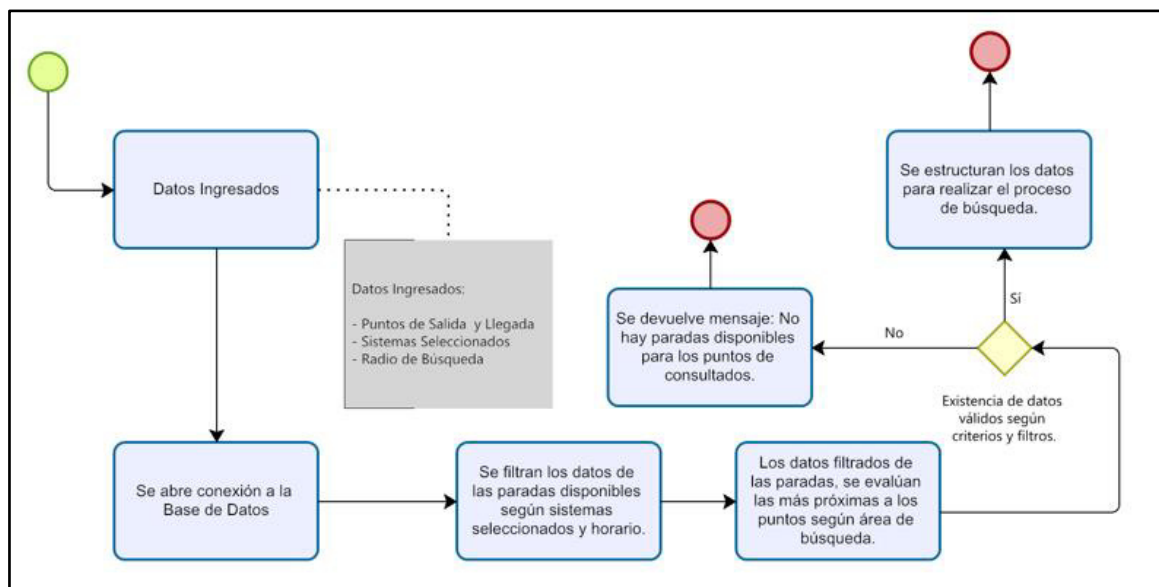 Datos Ingresados
Datos Ingresados:
- Puntos de Salida y Llegada
- Sistemas Seleccionados
- Radio de Búsqueda
Se abre conexión a la
Base de Datos
Se filtran los datos de
las paradas disponibles
según sistemas
seleccionados y horario.
Los datos filtrados de
las paradas, se evalúan
las más próximas a los
puntos según área de
búsqueda.
Existencia de datos
válidos según
criterios y filtros.
No
Se devuelve mensaje: No
hay paradas disponibles
para los puntos de
consultados.
Sí
Se estructuran los datos
para realizar el proceso
de búsqueda.